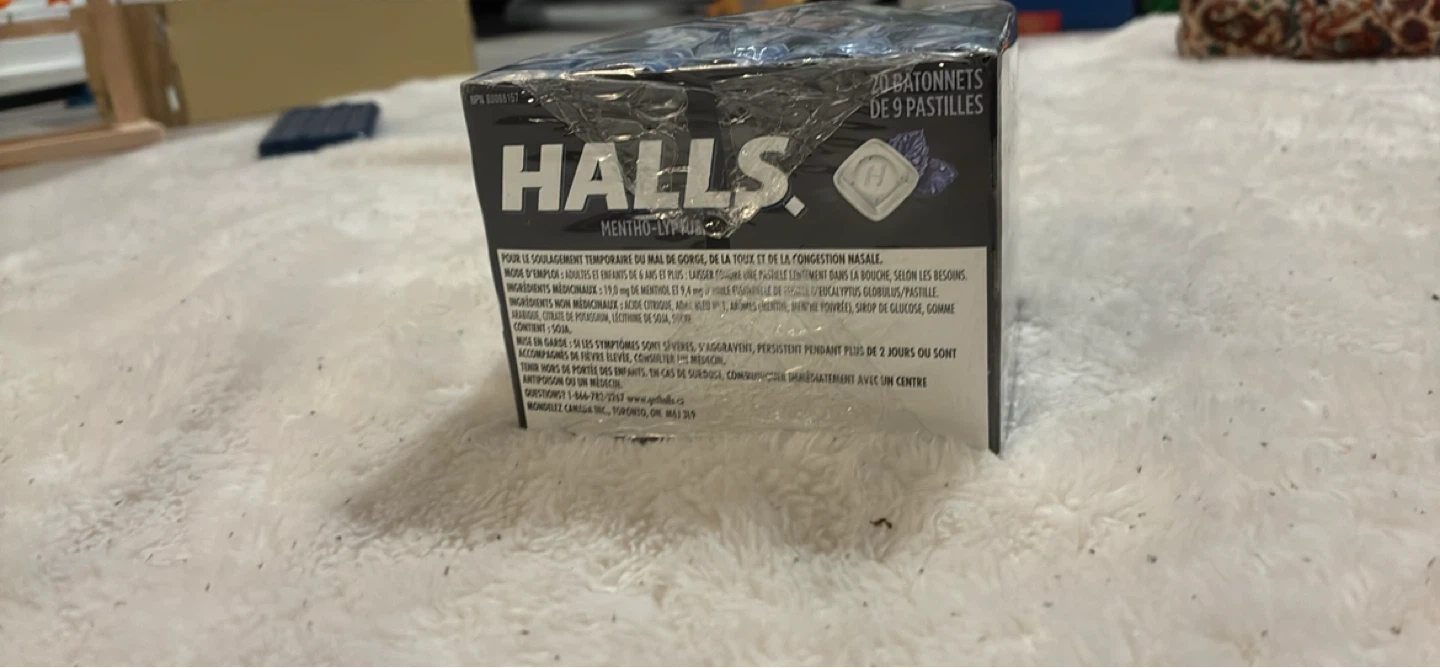 NPN 80068157
20 BATONNETS
DE 9 PASTILLES
HALLS
MENTHO-LYPTUS
POUR LE SOULAGEMENT TEMPORAIRE DU MAL DE GORGE, DE LA TOUX ET DE LA CONGESTION NASALE.
MODE D'EMPLOI : ADULTES ET ENFANTS DE 6 ANS ET PLUS : LAISSER FONDRE UNE PASTILLE LENTEMENT DANS LA BOUCHE, SELON LES BESOINS.
INGRÉDIENTS MÉDICINAUX : 19,0 mg DE MENTHOL ET 9,4 mg D'HUILE ESSENTIELLE DE D'EUCALYPTUS GLOBULUS/PASTILLE.
INGRÉDIENTS NON MÉDICINAUX : ACIDE CITRIQUE, BLEU Nº 1, ARÔMES (MENTHE, MENTHE POIVRÉE), SIROP DE GLUCOSE, GOMME
ARABIQUE, CITRATE DE POTASSIUM, LÉCITHINE DE SOJA, SUCRE.
CONTIENT : SOJA.
MISE EN GARDE : SI LES SYMPTÔMES SONT SÉVÈRES, S'AGGRAVENT, PERSISTENT PENDANT PLUS DE 2 JOURS OU SONT
ACCOMPAGNÉS DE FIÈVRE ÉLEVÉE, CONSULTER UN MÉDECIN.
TENIR HORS DE PORTÉE DES ENFANTS. EN CAS DE SURDOSE, COMMUNIQUER IMMÉDIATEMENT AVEC UN CENTRE
ANTIPOISON OU UN MÉDECIN.
QUESTIONS? 1-866-782-3267 www.gethalls.ca
MONDELEZ CANADA INC., TORONTO, ON M8X